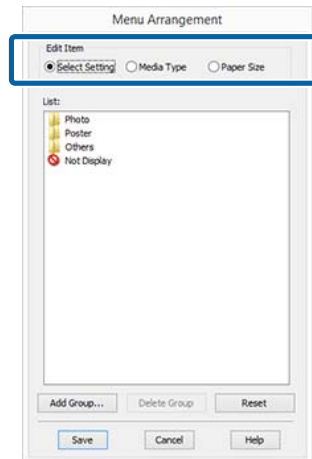 Menu Arrangement
Edit Item
Select Setting Media Type Paper Size
List:
Photo
Poster
Others
Not Display
Add Group... Delete Group Reset
Save Cancel Help